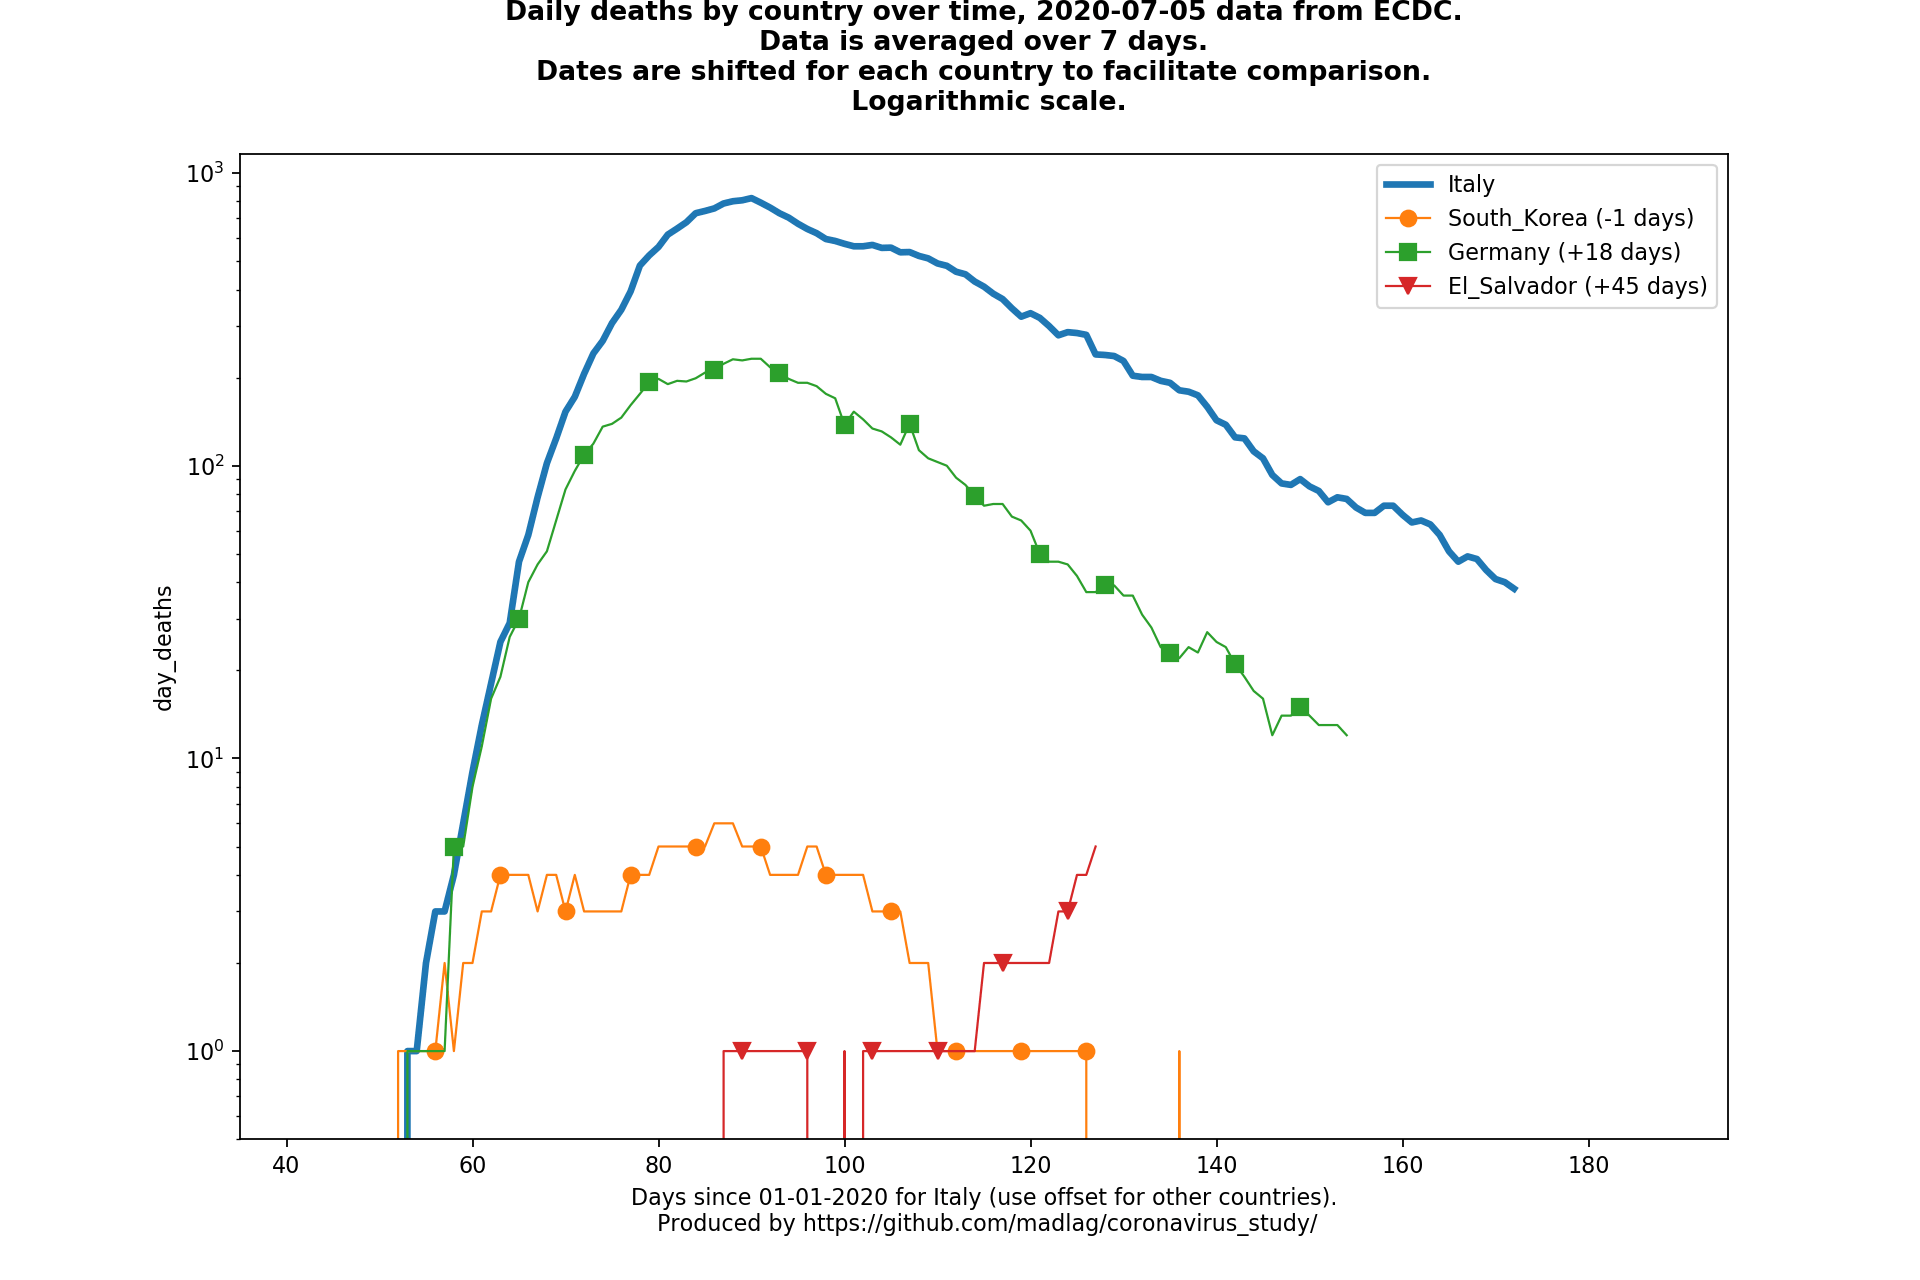 Daily deaths by country over time, 2020-07-05 data from ECDC.
Data is averaged over 7 days.
Dates are shifted for each country to facilitate comparison.
Logarithmic scale.
10³
10²
10¹
10⁰
day_deaths
Italy
South_Korea (-1 days)
Germany (+18 days)
El_Salvador (+45 days)
40 60 80 100 120 140 160 180
Days since 01-01-2020 for Italy (use offset for other countries).
Produced by https://github.com/madlag/coronavirus_study/